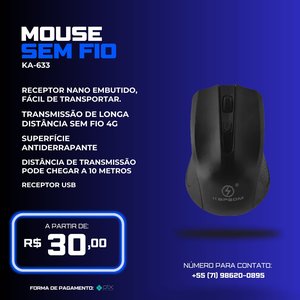 MOUSE
SEM FIO
KA-633
RECEPTOR NANO EMBUTIDO,
FÁCIL DE TRANSPORTAR.
TRANSMISSÃO DE LONGA
DISTÂNCIA SEM FIO 4G
SUPERFÍCIE
ANTIDERRAPANTE
DISTÂNCIA DE TRANSMISSÃO
PODE CHEGAR A 10 METROS
RECEPTOR USB
KAPBOM
A PARTIR DE:
R$ 30,00
NÚMERO PARA CONTATO:
+55 (71) 98620-0895
FORMA DE PAGAMENTO: PIX